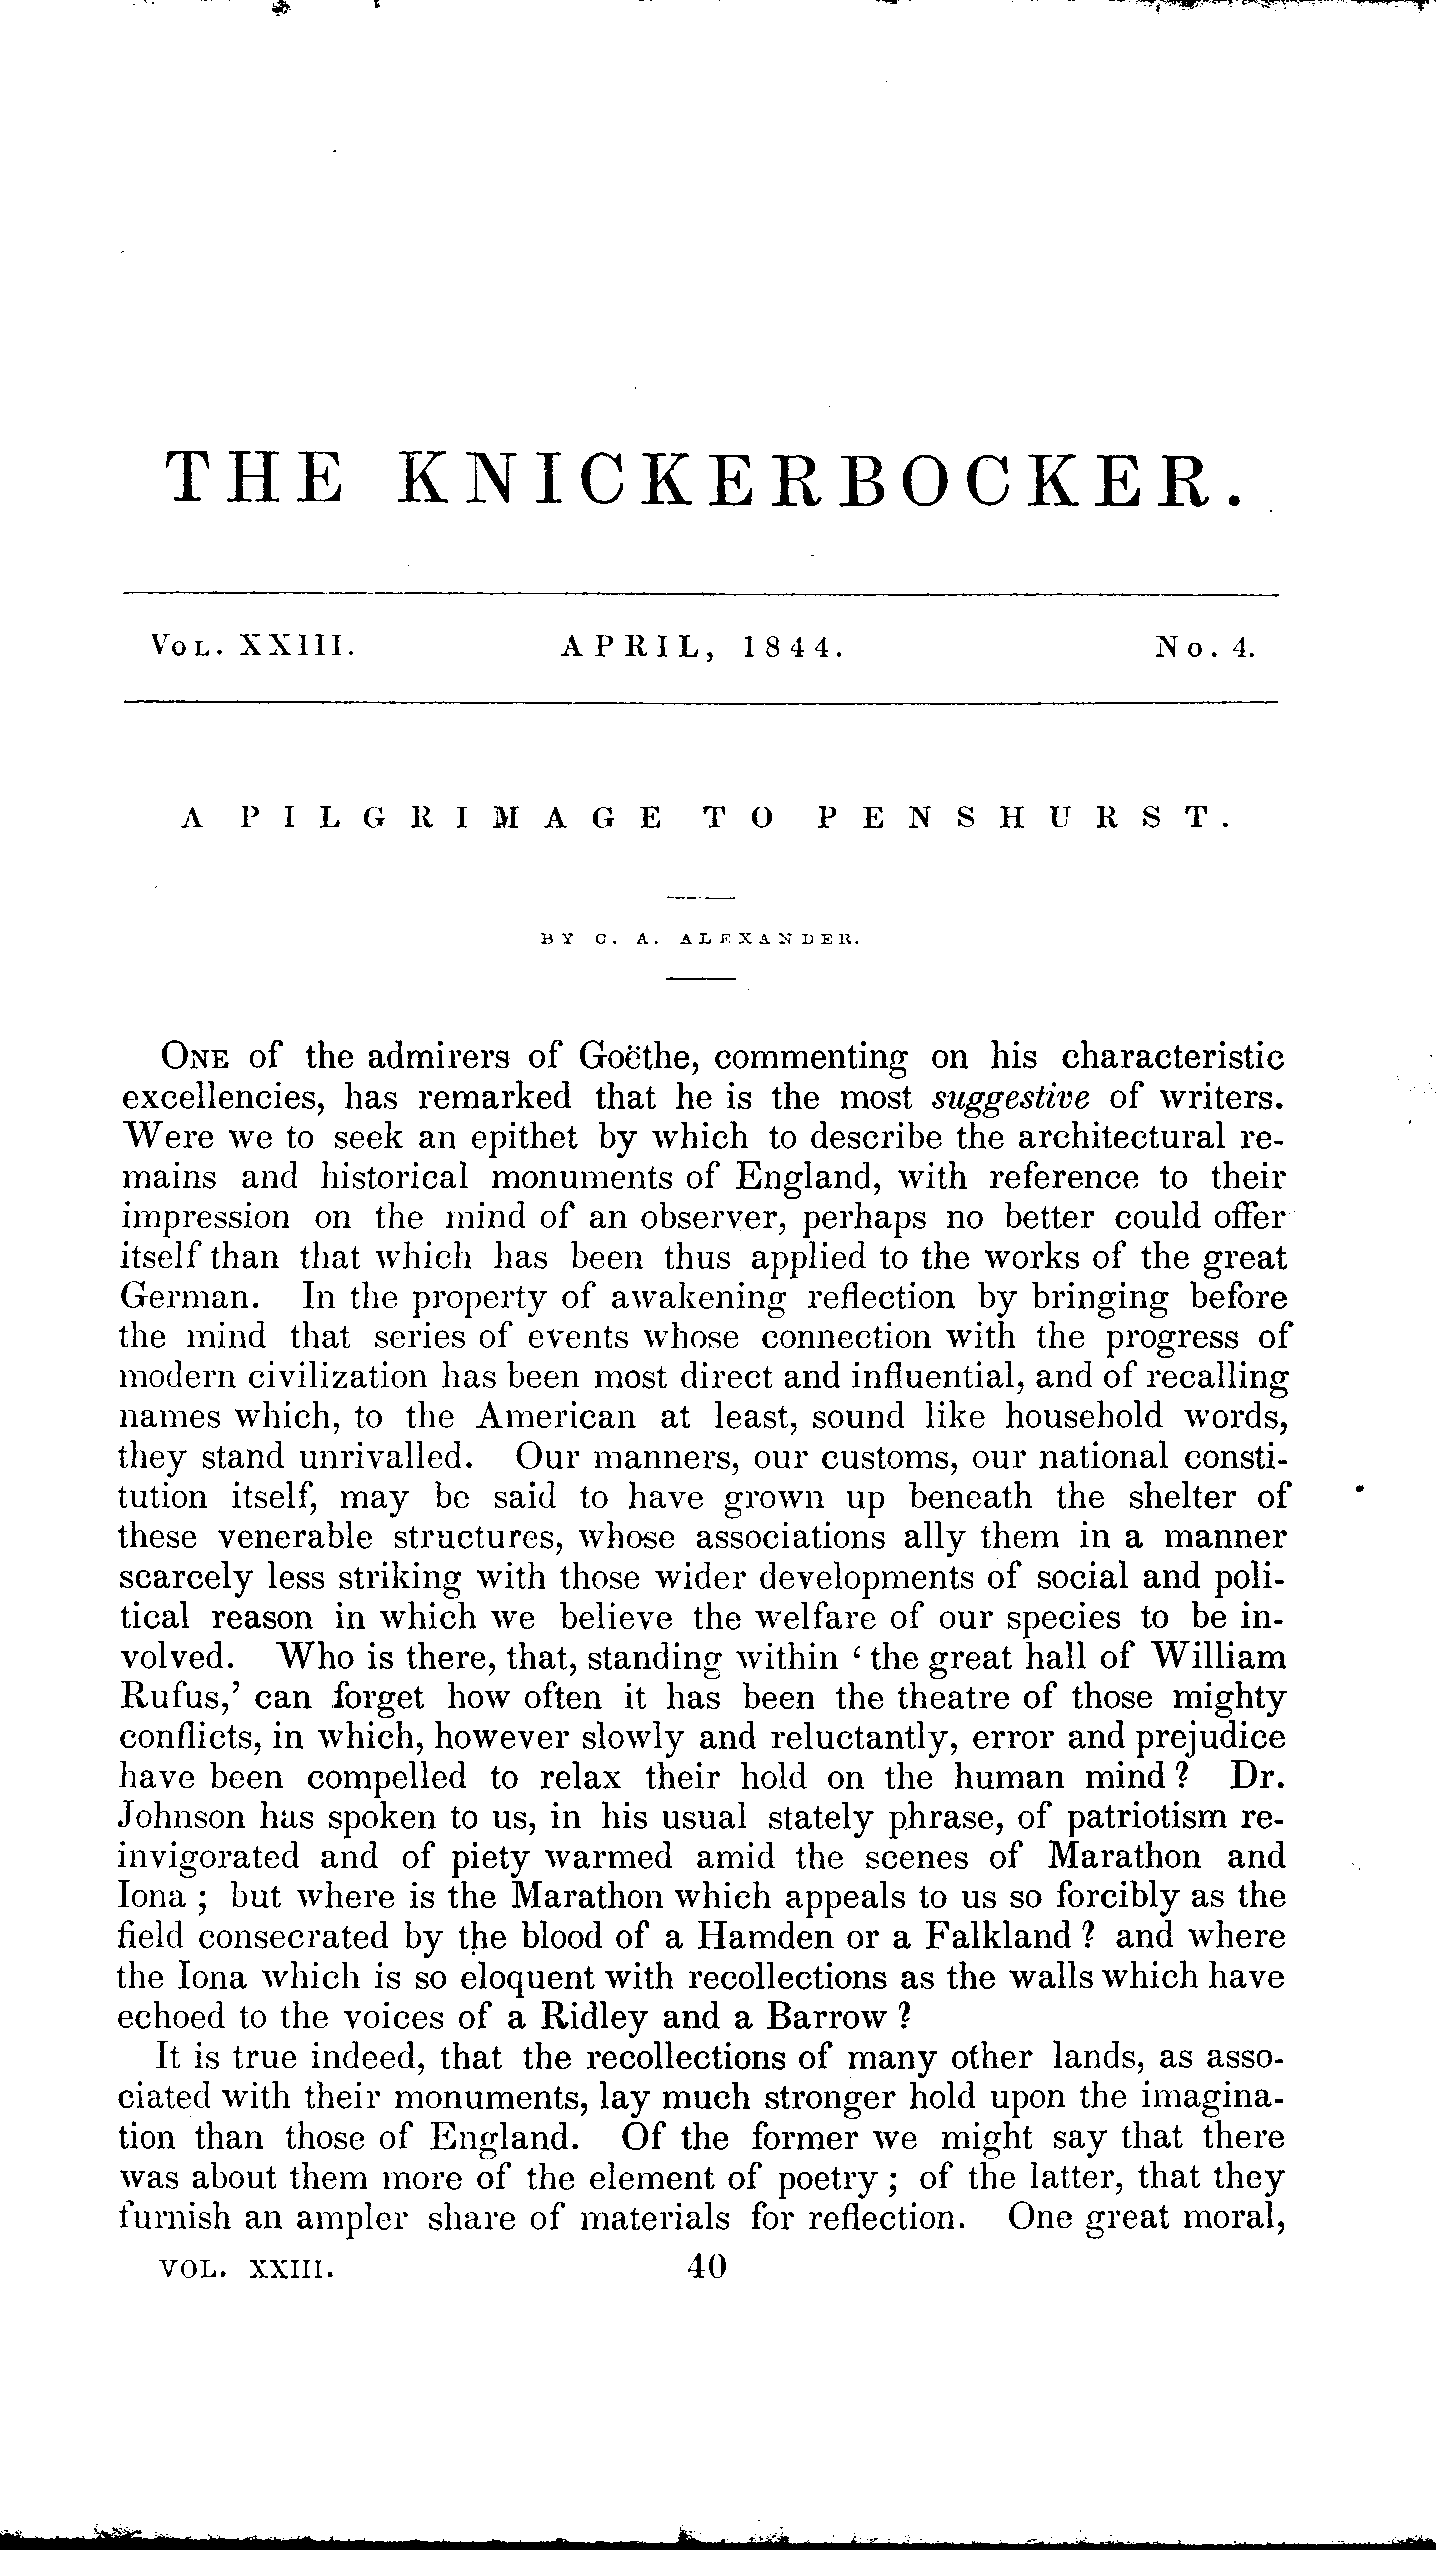 THE KNICKERBOCKER.
VOL. XXIII. APRIL, 1844. No. 4.
A PILGRIMAGE TO PENSHURST.
BY C. A. ALEXANDER.
ONE of the admirers of Goëthe, commenting on his characteristic
excellencies, has remarked that he is the most suggestive of writers.
Were we to seek an epithet by which to describe the architectural re-
mains and historical monuments of England, with reference to their
impression on the mind of an observer, perhaps no better could offer
itself than that which has been thus applied to the works of the great
German. In the property of awakening reflection by bringing before
the mind that series of events whose connection with the progress of
modern civilization has been most direct and influential, and of recalling
names which, to the American at least, sound like household words,
they stand unrivalled. Our manners, our customs, our national consti-
tution itself, may be said to have grown up beneath the shelter of
these venerable structures, whose associations ally them in a manner
scarcely less striking with those wider developments of social and poli-
tical reason in which we believe the welfare of our species to be in-
volved. Who is there, that, standing within ‘the great hall of William
Rufus,’ can forget how often it has been the theatre of those mighty
conflicts, in which, however slowly and reluctantly, error and prejudice
have been compelled to relax their hold on the human mind? Dr.
Johnson has spoken to us, in his usual stately phrase, of patriotism re-
invigorated and of piety warmed amid the scenes of Marathon and
Iona; but where is the Marathon which appeals to us so forcibly as the
field consecrated by the blood of a Hamden or a Falkland? and where
the Iona which is so eloquent with recollections as the walls which have
echoed to the voices of a Ridley and a Barrow?
It is true indeed, that the recollections of many other lands, as asso-
ciated with their monuments, lay much stronger hold upon the imagina-
tion than those of England. Of the former we might say that there
was about them more of the element of poetry; of the latter, that they
furnish an ampler share of materials for reflection. One great moral,
VOL. XXIII. 40